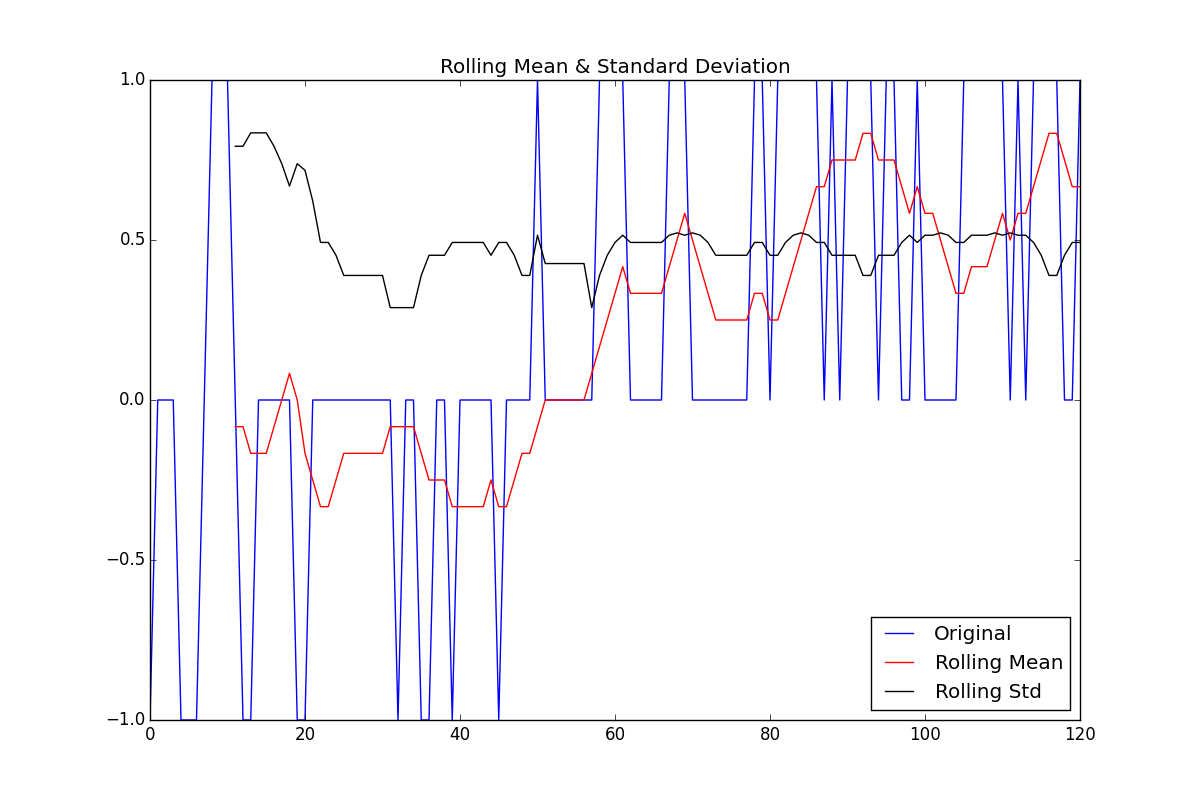 Rolling Mean & Standard Deviation
1.0
0.5
0.0
−0.5
−1.0
0 20 40 60 80 100 120
Original
Rolling Mean
Rolling Std